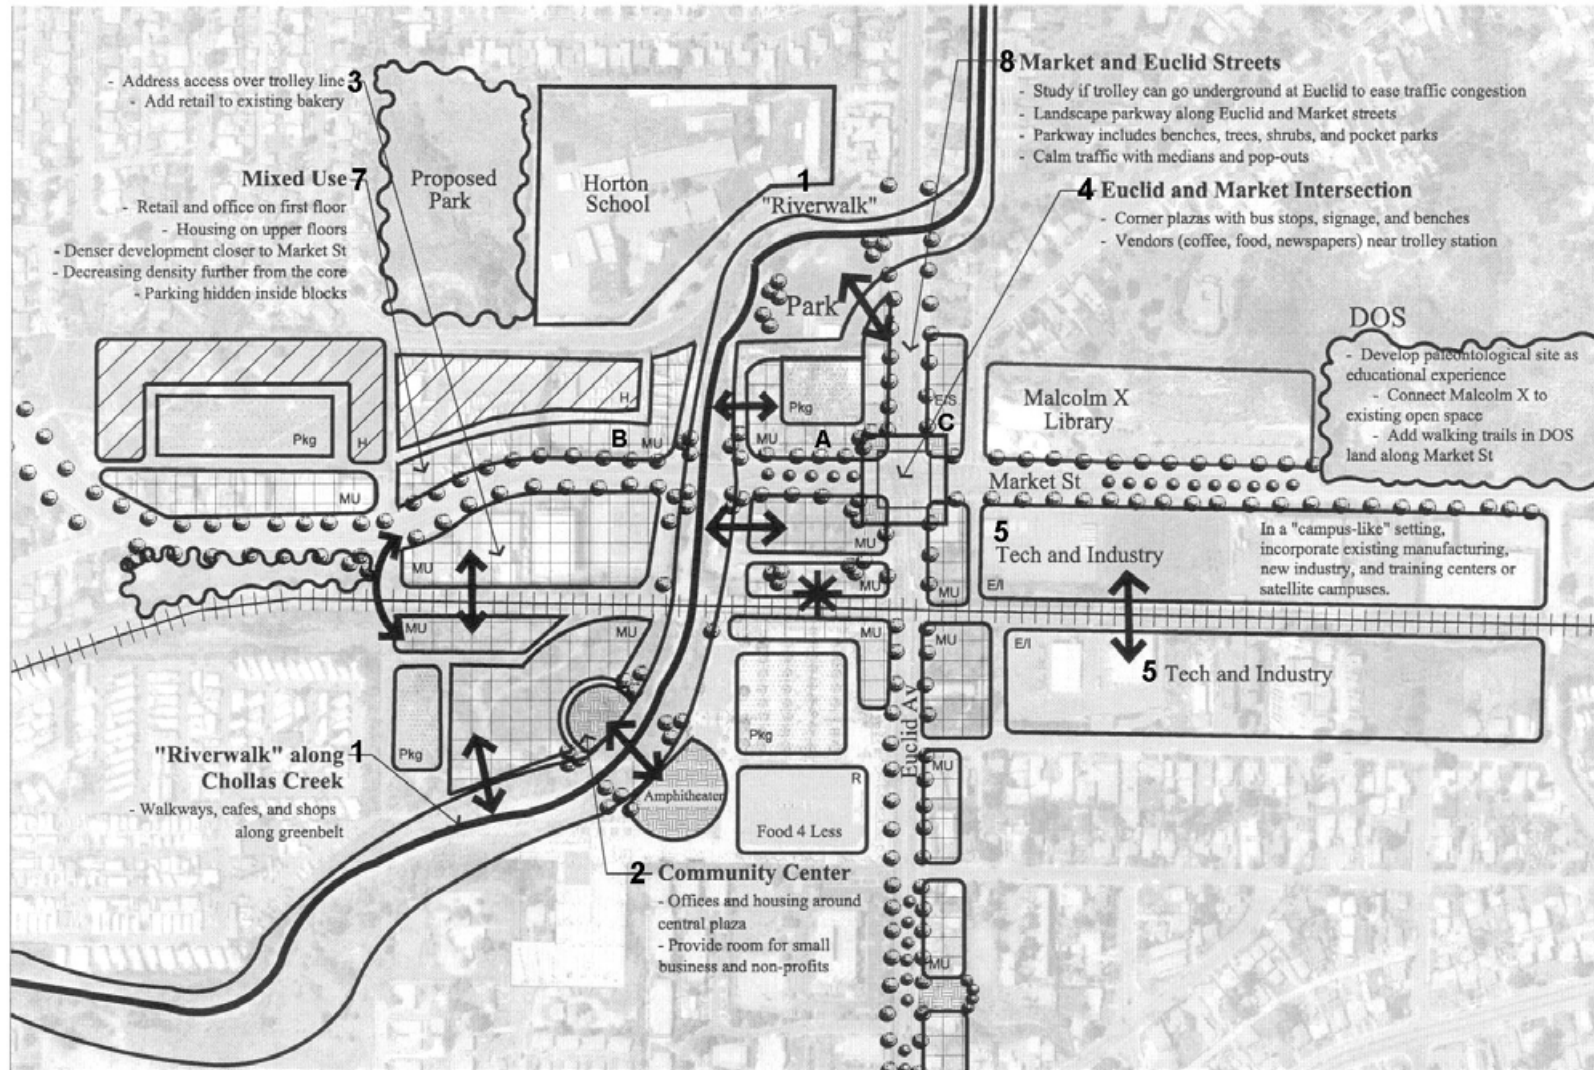 - Address access over trolley line 3
- Add retail to existing bakery
Mixed Use 7
- Retail and office on first floor
- Housing on upper floors
- Denser development closer to Market St
- Decreasing density further from the core
- Parking hidden inside blocks
Proposed
Park
Horton
School
1
"Riverwalk"
8 Market and Euclid Streets
- Study if trolley can go underground at Euclid to ease traffic congestion
- Landscape parkway along Euclid and Market streets
- Parkway includes benches, trees, shrubs, and pocket parks
- Calm traffic with medians and pop-outs
4 Euclid and Market Intersection
- Corner plazas with bus stops, signage, and benches
- Vendors (coffee, food, newspapers) near trolley station
Park
DOS
- Develop paleontological site as
educational experience
- Connect Malcolm X to
existing open space
- Add walking trails in DOS
land along Market St
Malcolm X
Library
Pkg
H
MU
H
B
MU
Pkg
MU
A
E/S
C
Market St
MU
MU
MU
MU
5
Tech and Industry
E/I
In a "campus-like" setting,
incorporate existing manufacturing,
new industry, and training centers or
satellite campuses.
MU
MU
MU
MU
E/I
5 Tech and Industry
Pkg
Pkg
Euclid Av
MU
"Riverwalk" along 1
Chollas Creek
- Walkways, cafes, and shops
along greenbelt
Amphitheater
R
Food 4 Less
2 Community Center
- Offices and housing around
central plaza
- Provide room for small
business and non-profits
MU